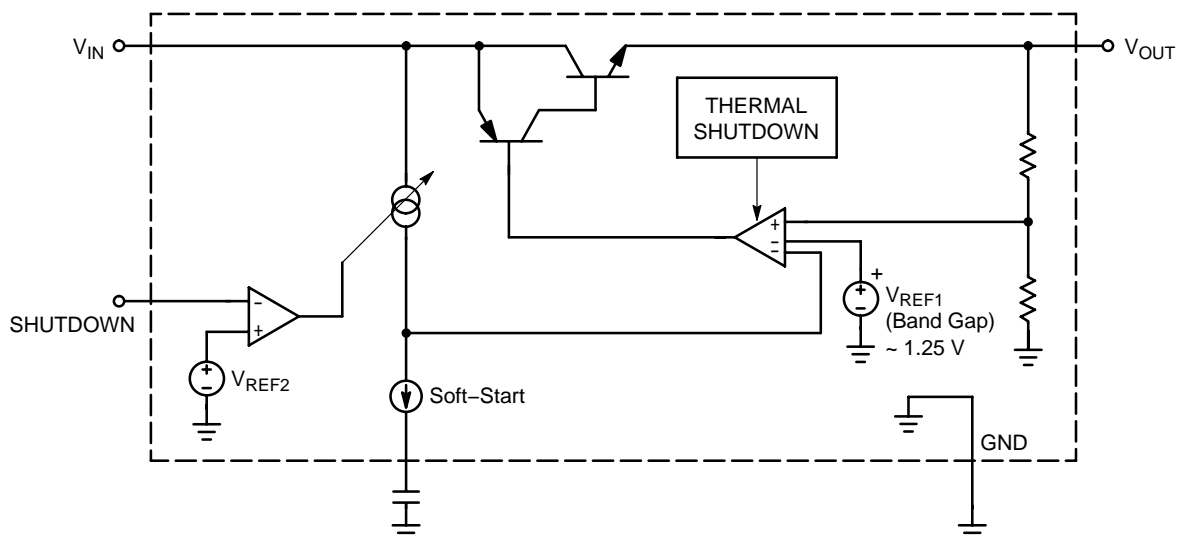 VIN
VOUT
THERMAL
SHUTDOWN
+
–
–
+
SHUTDOWN
–
+
+
–
VREF1
(Band Gap)
~ 1.25 V
+
–
VREF2
Soft–Start
GND